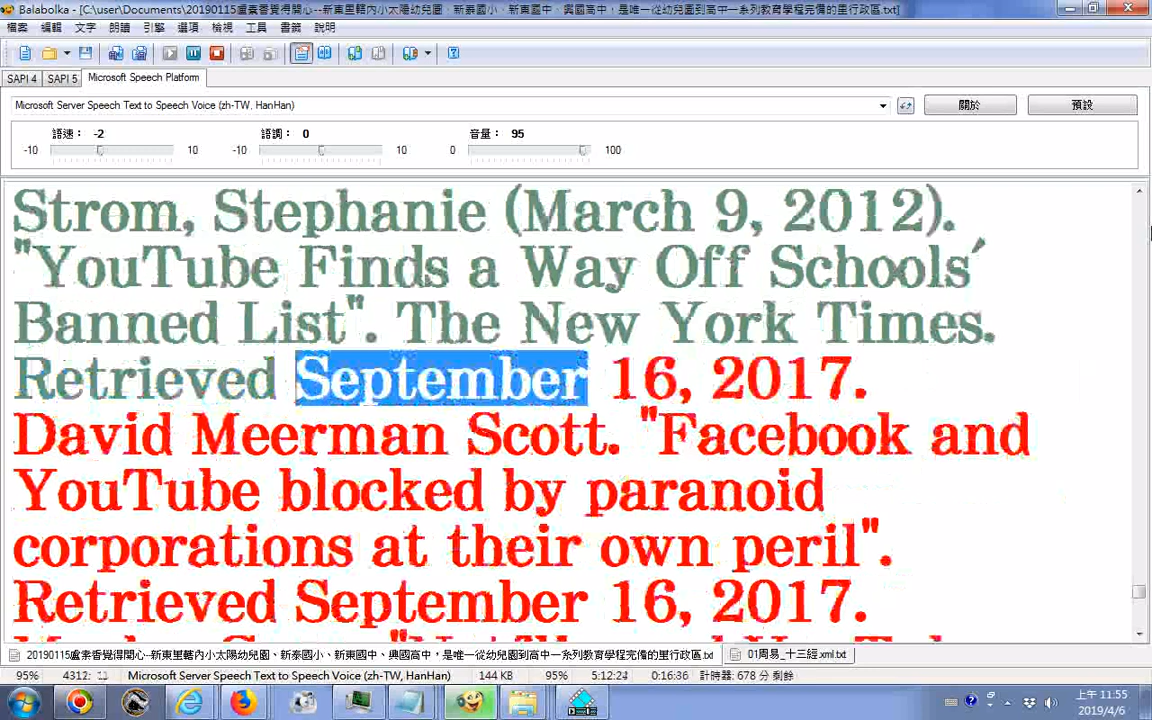 Balabolka - [C:\user\Documents\20190115盧素香覺得開心--新東里轄內小太陽幼兒園、新泰國小、新東國中、興國高中，是唯一從幼兒園到高中一系列教育學程完備的里行政區.txt]
檔案 編輯 文字 朗讀 引擎 選項 檢視 工具 書籤 說明
SAPI 4 SAPI 5 Microsoft Speech Platform
Microsoft Server Speech Text to Speech Voice (zh-TW, HanHan) 關於 預設
語速： -2 語調： 0 音量： 95
-10 10 -10 10 0 100
Strom, Stephanie (March 9, 2012).
"YouTube Finds a Way Off Schools'
Banned List". The New York Times.
Retrieved September 16, 2017.
David Meerman Scott. "Facebook and
YouTube blocked by paranoid
corporations at their own peril".
Retrieved September 16, 2017.
20190115盧素香覺得開心--新東里轄內小太陽幼兒園、新泰國小、新東國中、興國高中，是唯一從幼兒園到高中一系列教育學程完備的里行政區.txt 01周易_十三經.xml.txt
95% 4312: Microsoft Server Speech Text to Speech Voice (zh-TW, HanHan) 144 KB 95% 5:12:24 0:16:36 計時器: 678 分 剩餘
上午 11:55
2019/4/6